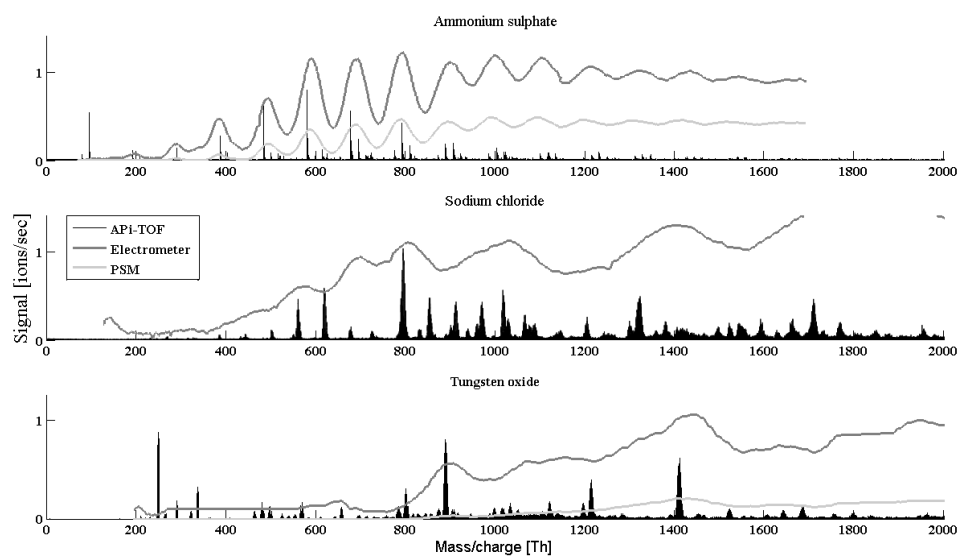 Ammonium sulphate
1
0
0 200 400 600 800 1000 1200 1400 1600 1800 2000
Sodium chloride
APi-TOF
Electrometer
PSM
1
0
0 200 400 600 800 1000 1200 1400 1600 1800 2000
Signal [ions/sec]
Tungsten oxide
1
0
0 200 400 600 800 1000 1200 1400 1600 1800 2000
Mass/charge [Th]